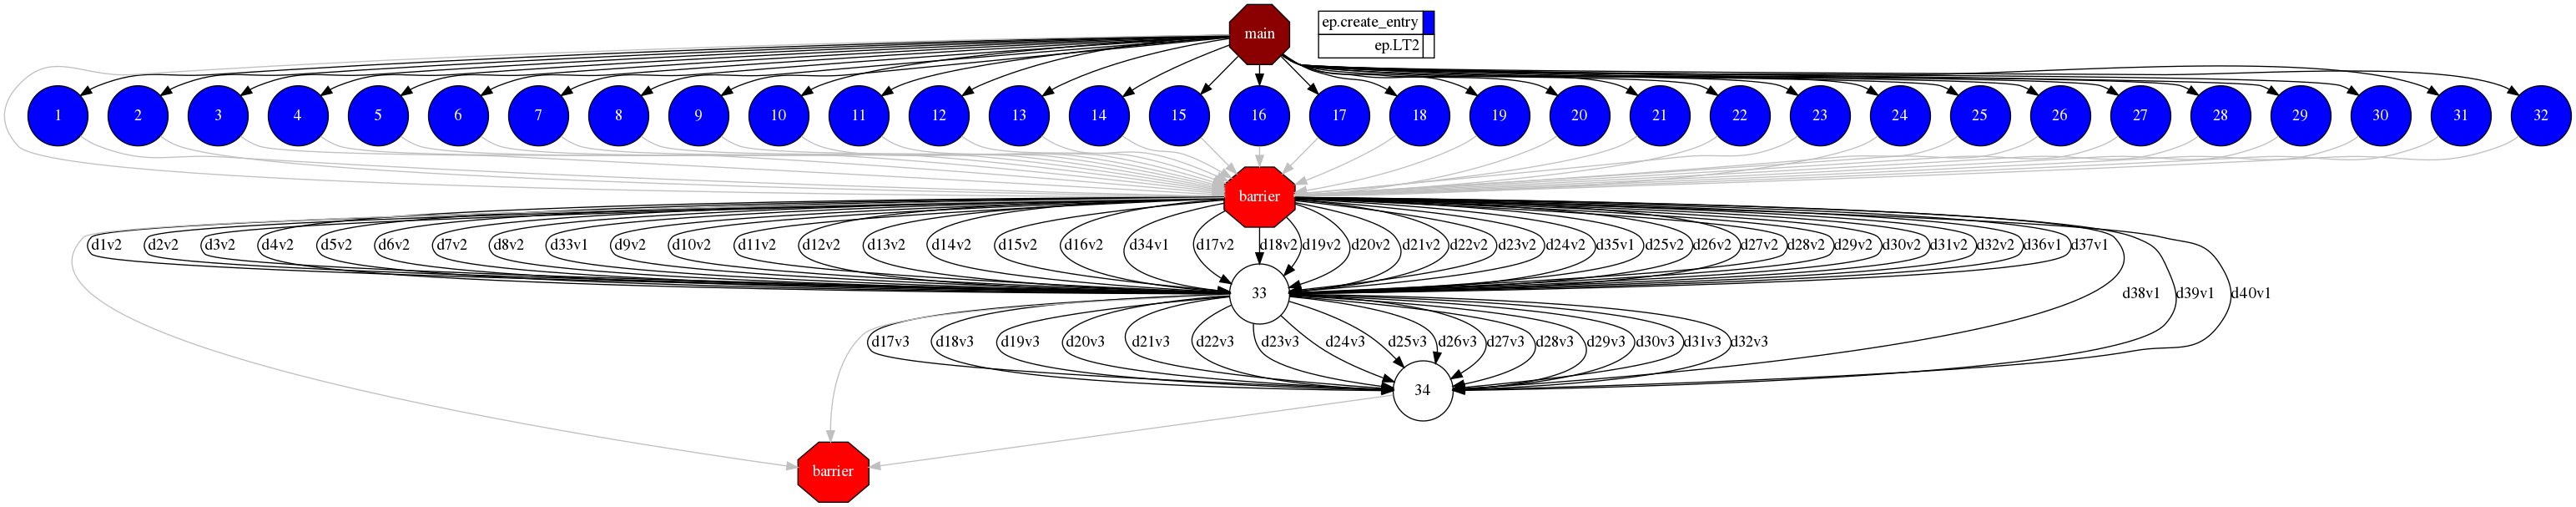 main
ep.create_entry
ep.LT2
1 2 3 4 5 6 7 8 9 10 11 12 13 14 15 16 17 18 19 20 21 22 23 24 25 26 27 28 29 30 31 32
barrier
d1v2 d2v2 d3v2 d4v2 d5v2 d6v2 d7v2 d8v2 d33v1 d9v2 d10v2 d11v2 d12v2 d13v2 d14v2 d15v2 d16v2 d34v1 d17v2 d18v2 d19v2 d20v2 d21v2 d22v2 d23v2 d24v2 d35v1 d25v2 d26v2 d27v2 d28v2 d29v2 d30v2 d31v2 d32v2 d36v1 d37v1
33 d38v1 d39v1 d40v1
d17v3 d18v3 d19v3 d20v3 d21v3 d22v3 d23v3 d24v3 d25v3 d26v3 d27v3 d28v3 d29v3 d30v3 d31v3 d32v3
34
barrier